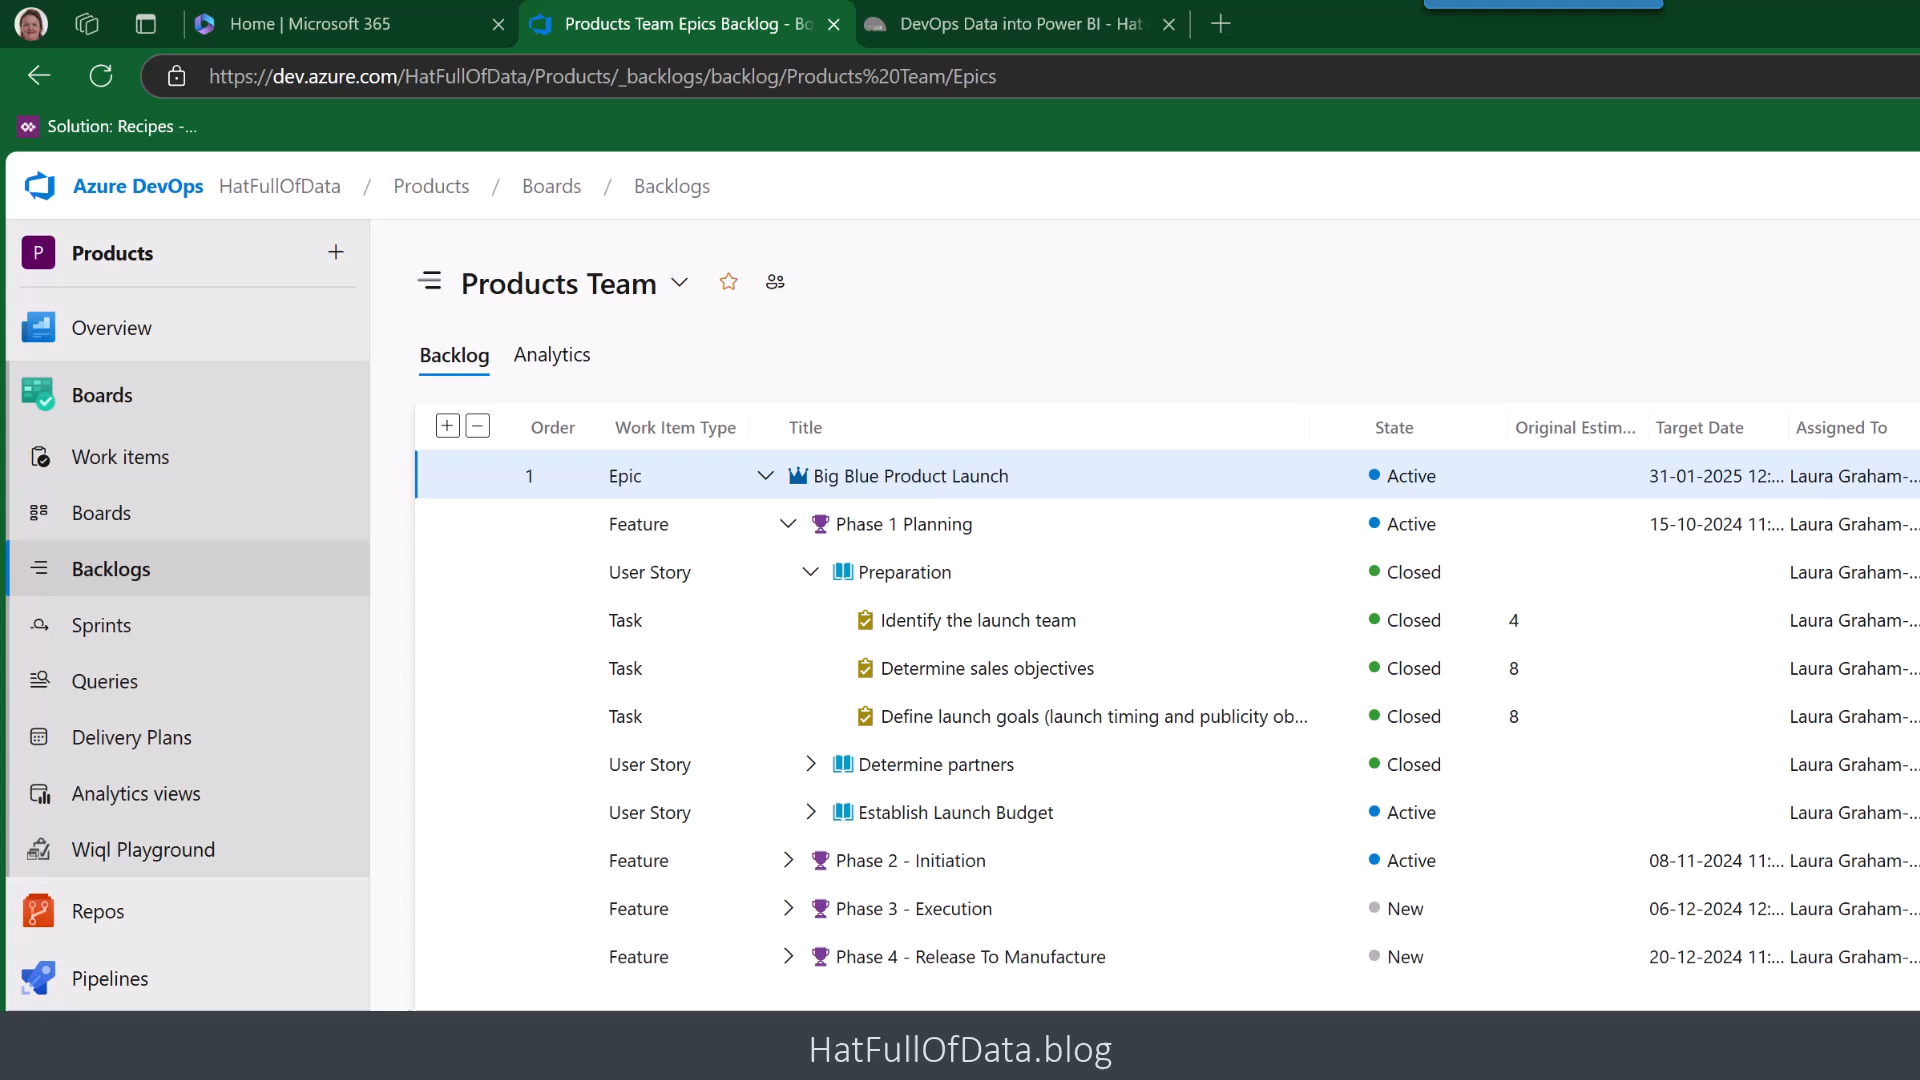 Home | Microsoft 365
Products Team Epics Backlog - Bo
DevOps Data into Power BI - Hat
https://dev.azure.com/HatFullOfData/Products/_backlogs/backlog/Products%20Team/Epics
Solution: Recipes -...
Azure DevOps HatFullOfData / Products / Boards / Backlogs
P Products
Overview
Boards
Work items
Boards
Backlogs
Sprints
Queries
Delivery Plans
Analytics views
Wiql Playground
Repos
Pipelines
Products Team
Backlog Analytics
Order Work Item Type Title State Original Estim... Target Date Assigned To
1 Epic Big Blue Product Launch Active 31-01-2025 12:... Laura Graham-...
Feature Phase 1 Planning Active 15-10-2024 11:... Laura Graham-...
User Story Preparation Closed Laura Graham-...
Task Identify the launch team Closed 4 Laura Graham-...
Task Determine sales objectives Closed 8 Laura Graham-...
Task Define launch goals (launch timing and publicity ob... Closed 8 Laura Graham-...
User Story Determine partners Closed Laura Graham-...
User Story Establish Launch Budget Active Laura Graham-...
Feature Phase 2 - Initiation Active 08-11-2024 11:... Laura Graham-...
Feature Phase 3 - Execution New 06-12-2024 12:... Laura Graham-...
Feature Phase 4 - Release To Manufacture New 20-12-2024 11:... Laura Graham-...
HatFullOfData.blog